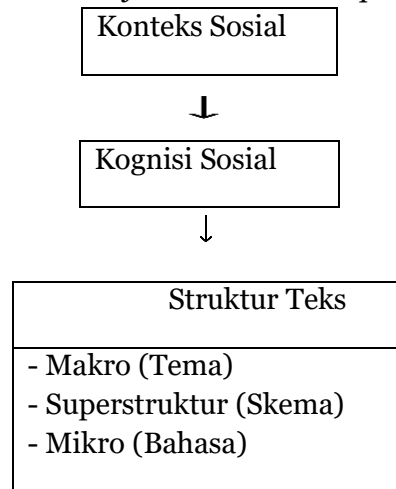 Konteks Sosial
Kognisi Sosial
Struktur Teks
- Makro (Tema)
- Superstruktur (Skema)
- Mikro (Bahasa)